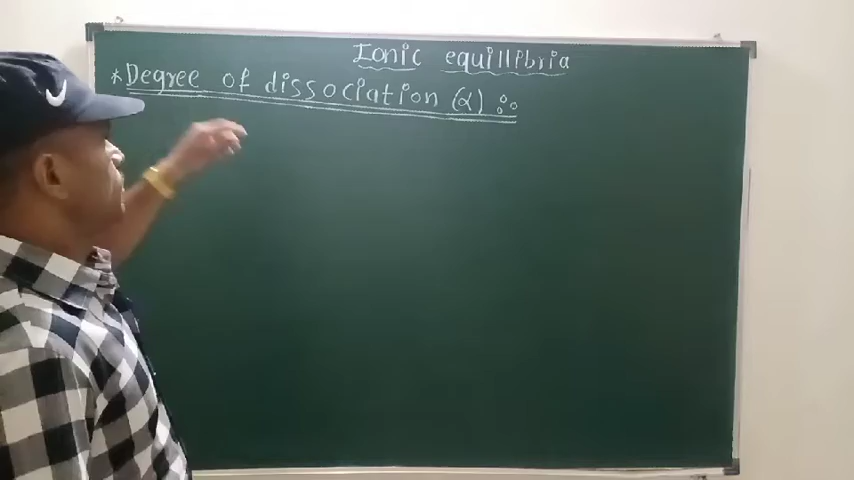 Ionic equillibria
*Degree of dissociation (α) :